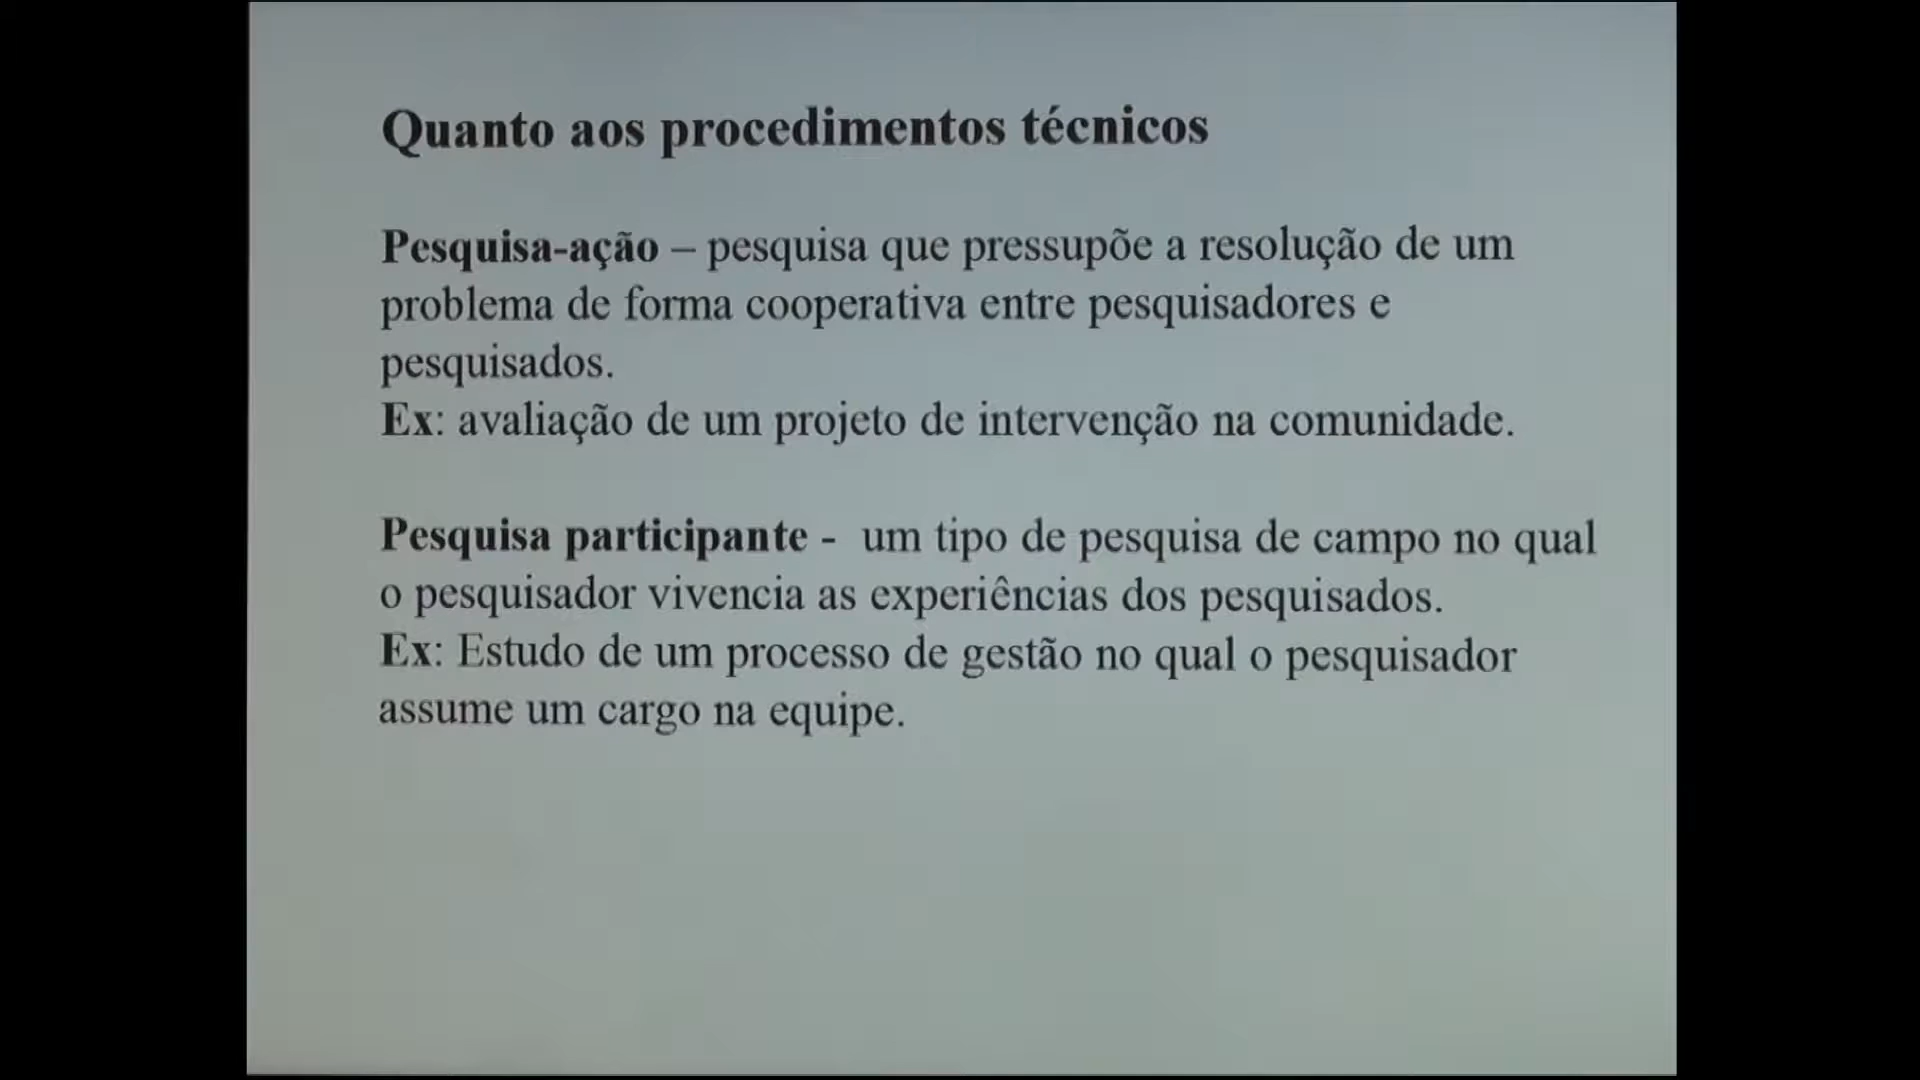 Quanto aos procedimentos técnicos
Pesquisa-ação – pesquisa que pressupõe a resolução de um
problema de forma cooperativa entre pesquisadores e
pesquisados.
Ex: avaliação de um projeto de intervenção na comunidade.
Pesquisa participante - um tipo de pesquisa de campo no qual
o pesquisador vivencia as experiências dos pesquisados.
Ex: Estudo de um processo de gestão no qual o pesquisador
assume um cargo na equipe.